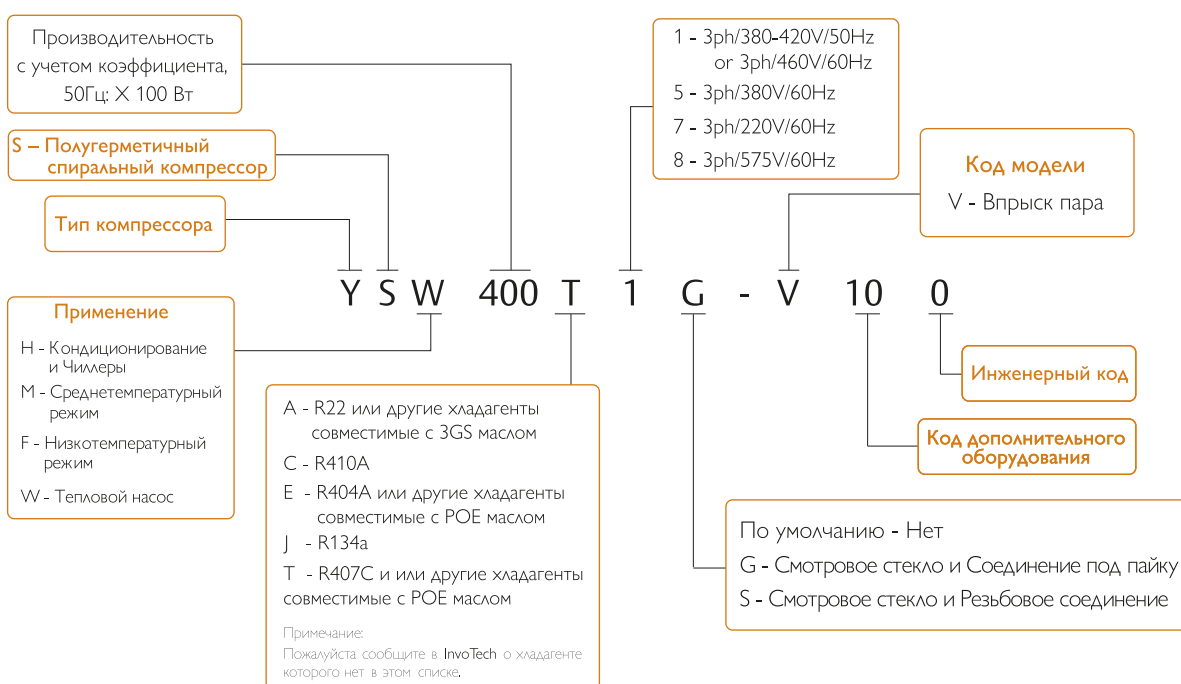 Производительность
с учетом коэффициента,
50Гц: X 100 Вт
S – Полугерметичный
спиральный компрессор
Тип компрессора
1 - 3ph/380-420V/50Hz
or 3ph/460V/60Hz
5 - 3ph/380V/60Hz
7 - 3ph/220V/60Hz
8 - 3ph/575V/60Hz
Код модели
V - Впрыск пара
Y S W 400 T 1 G - V 10 0
Применение
H - Кондиционирование
и Чиллеры
M - Среднетемпературный
режим
F - Низкотемпературный
режим
W - Тепловой насос
A - R22 или другие хладагенты
совместимые с 3GS маслом
C - R410A
E - R404A или другие хладагенты
совместимые с POE маслом
J - R134a
T - R407C и или другие хладагенты
совместимые с POE маслом
Примечание:
Пожалуйста сообщите в InvoTech о хладагенте
которого нет в этом списке.
Инженерный код
Код дополнительного
оборудования
По умолчанию - Нет
G - Смотровое стекло и Соединение под пайку
S - Смотровое стекло и Резьбовое соединение